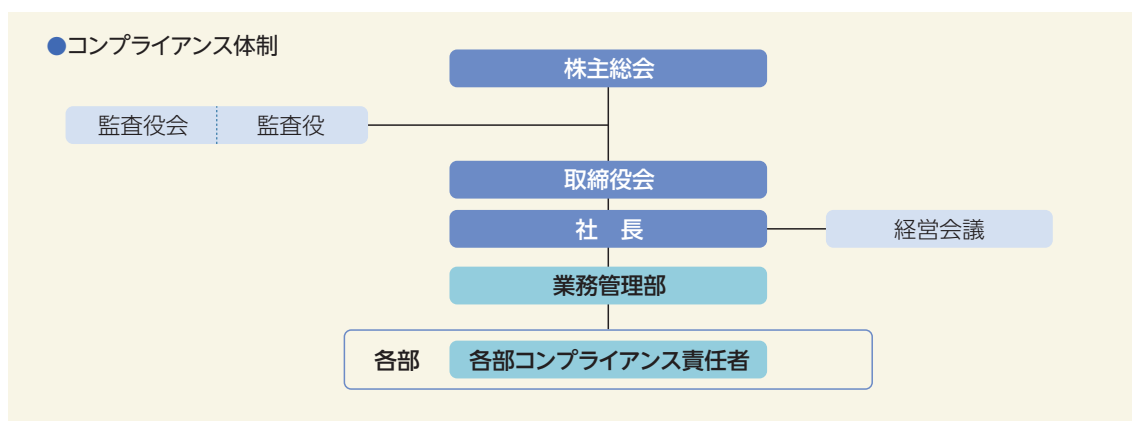 ●コンプライアンス体制
株主総会
監査役会 監査役
取締役会
社 長
経営会議
業務管理部
各部 各部コンプライアンス責任者